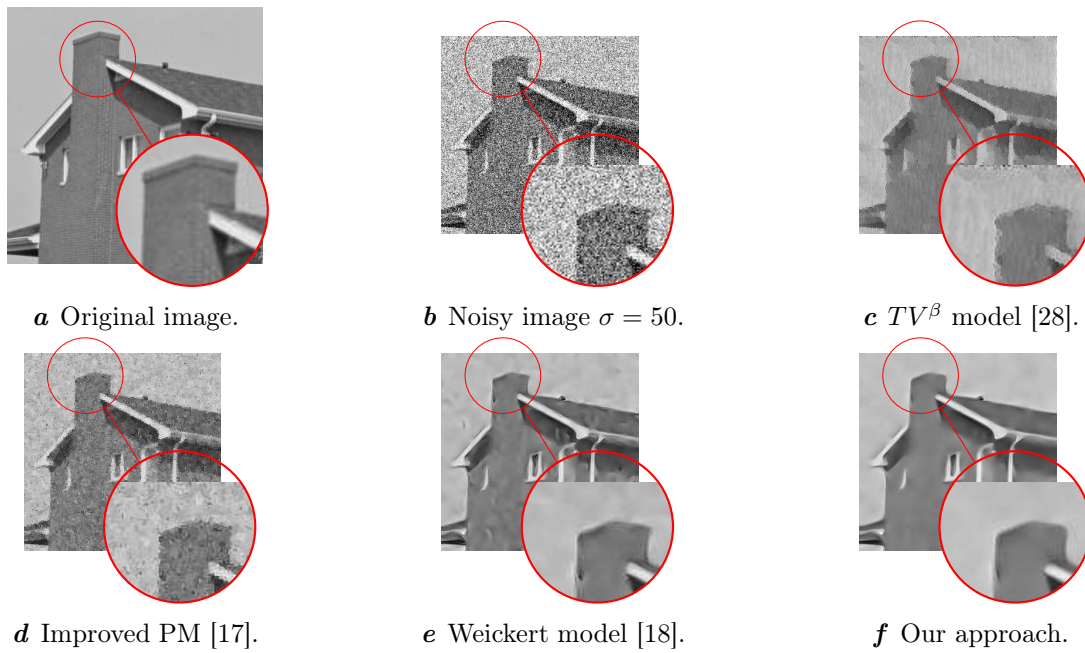 a Original image.
b Noisy image σ = 50.
c TV^β model [28].
d Improved PM [17].
e Weickert model [18].
f Our approach.